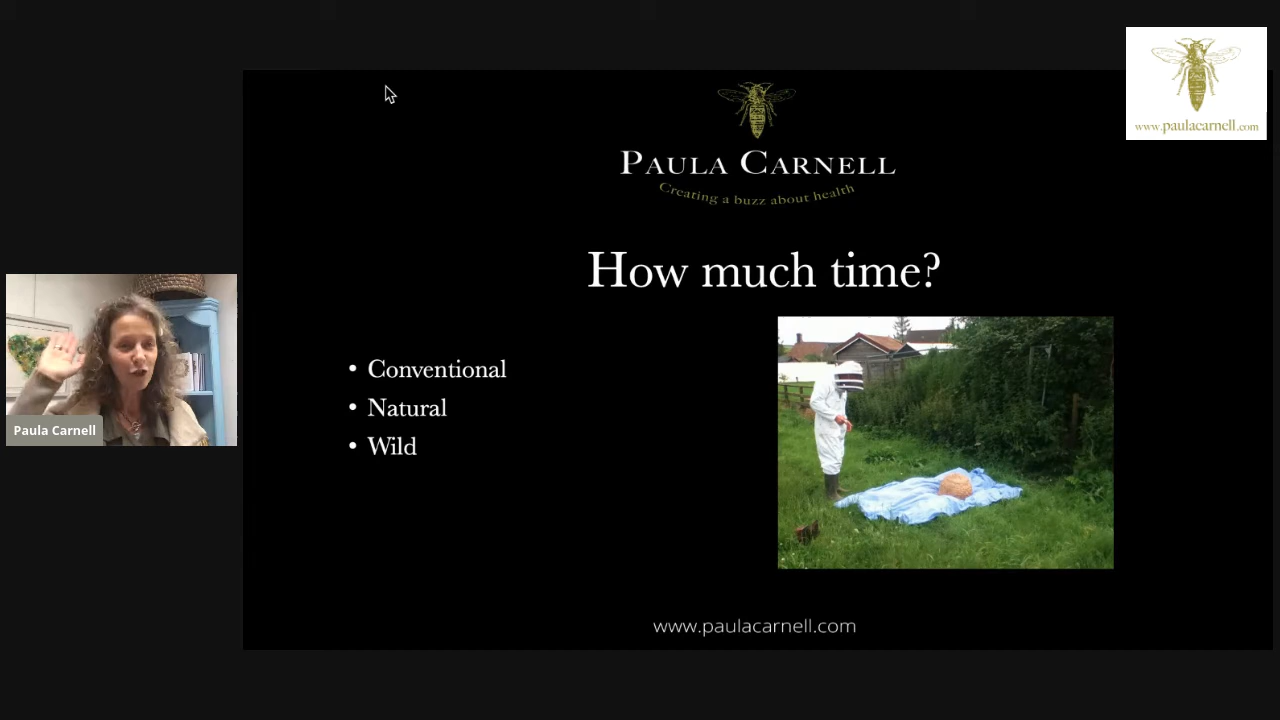 www.paulacarnell.com
PAULA CARNELL
Creating a buzz about health
How much time?
• Conventional
• Natural
• Wild
Paula Carnell
www.paulacarnell.com